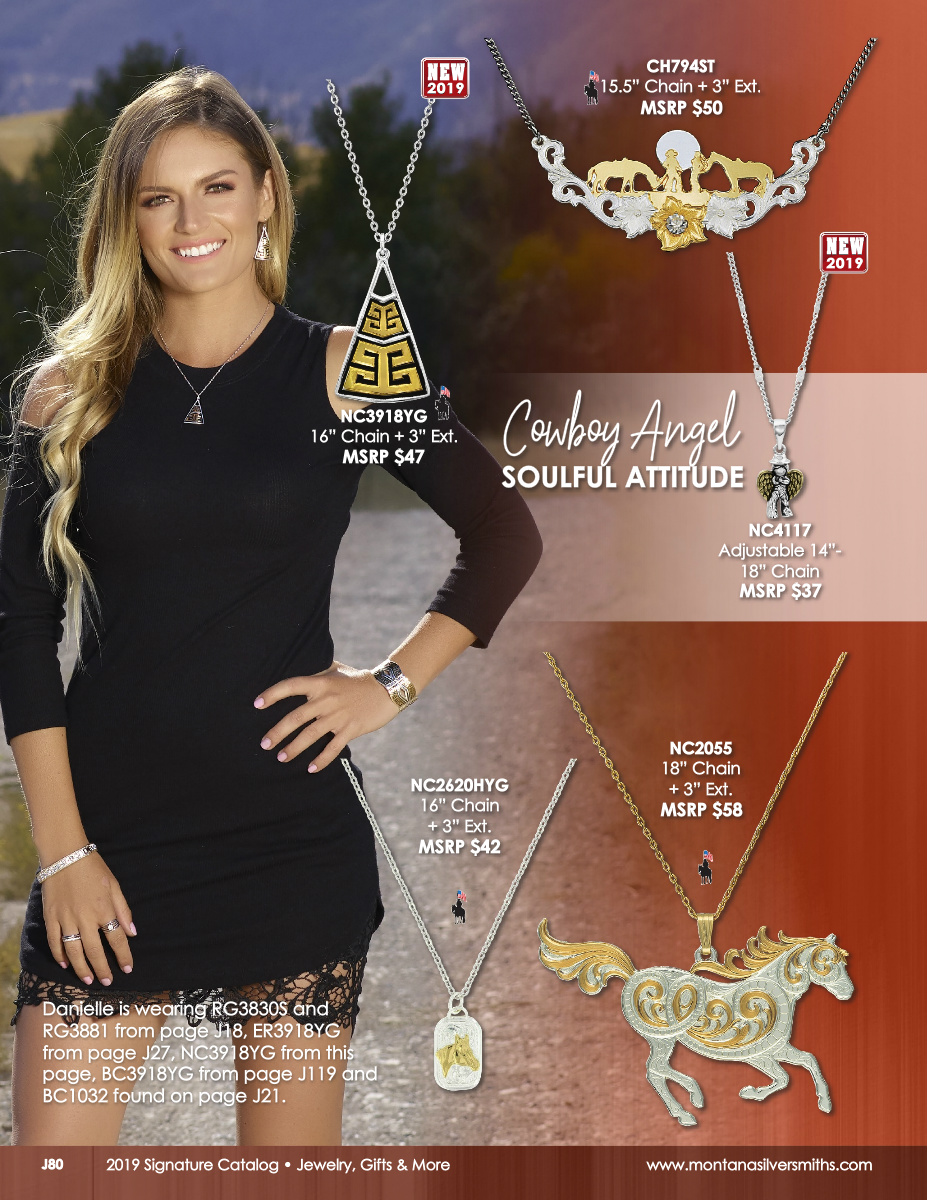 NEW
2019
NC3918YG
16” Chain + 3” Ext.
MSRP $47
CH794ST
15.5” Chain + 3” Ext.
MSRP $50
NEW
2019
Cowboy Angel
SOULFUL ATTITUDE
NC4117
Adjustable 14”-
18” Chain
MSRP $37
NC2620HYG
16” Chain
+ 3” Ext.
MSRP $42
NC2055
18” Chain
+ 3” Ext.
MSRP $58
Danielle is wearing RG3830S and
RG3881 from page J18, ER3918YG
from page J27, NC3918YG from this
page, BC3918YG from page J119 and
BC1032 found on page J21.
J80
2019 Signature Catalog • Jewelry, Gifts & More
www.montanasilversmiths.com